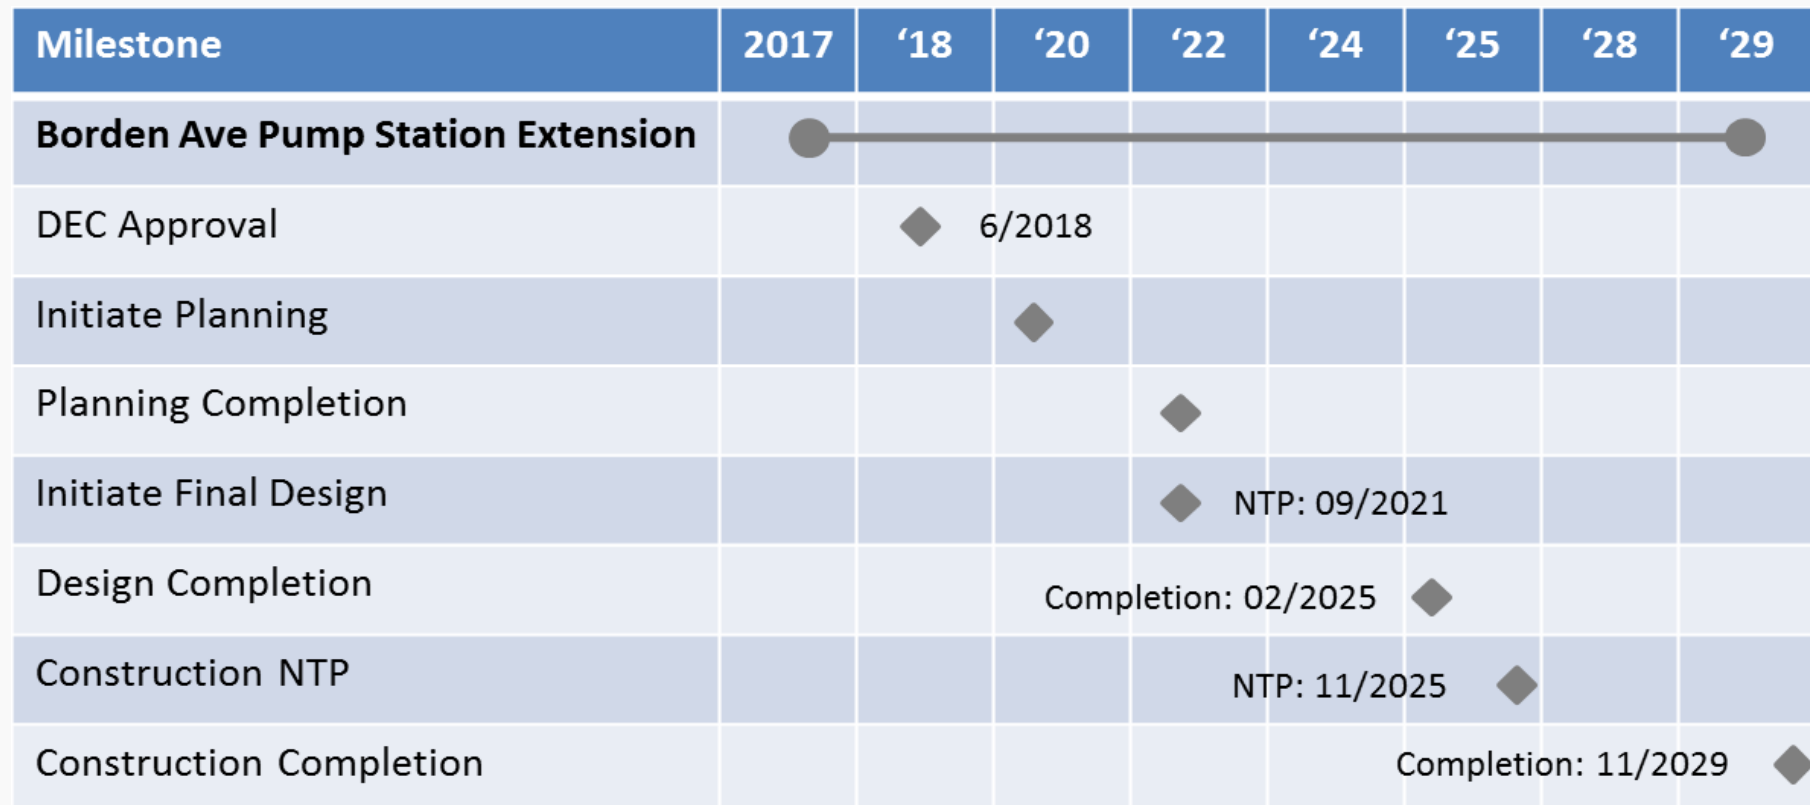 Milestone 2017 ‘18 ‘20 ‘22 ‘24 ‘25 ‘28 ‘29
Borden Ave Pump Station Extension
DEC Approval 6/2018
Initiate Planning
Planning Completion
Initiate Final Design NTP: 09/2021
Design Completion Completion: 02/2025
Construction NTP NTP: 11/2025
Construction Completion Completion: 11/2029